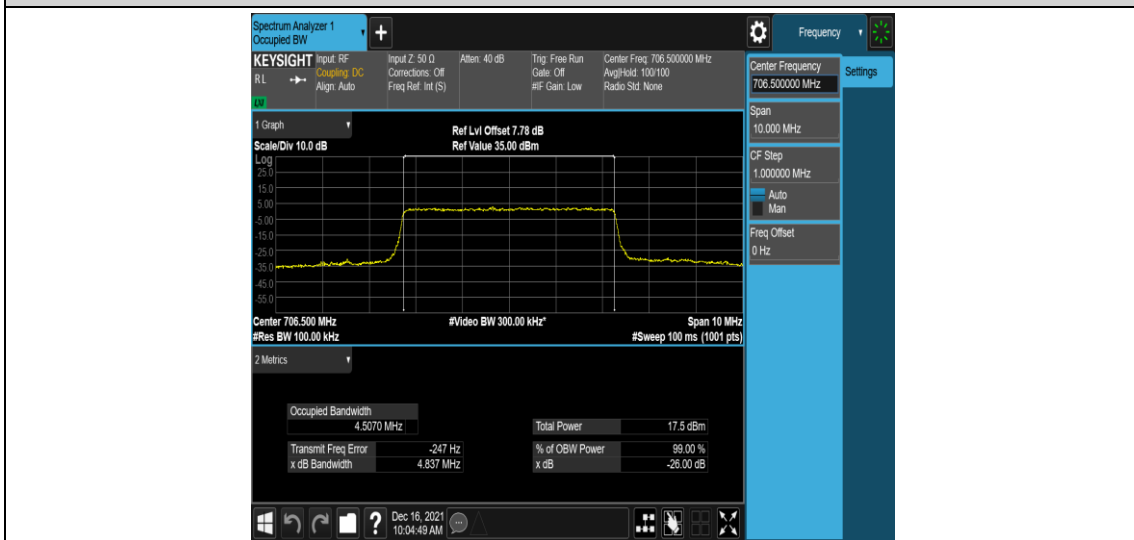 Spectrum Analyzer 1
Occupied BW
+
Frequency
KEYSIGHT
RL
LXI
Input: RF
Coupling: DC
Align: Auto
Input Z: 50 Ω
Corrections: Off
Freq Ref: Int (S)
Atten: 40 dB
Trig: Free Run
Gate: Off
#IF Gain: Low
Center Freq: 706.500000 MHz
Avg|Hold: 100/100
Radio Std: None
Center Frequency
706.500000 MHz
Settings
Span
10.000 MHz
CF Step
1.000000 MHz
Auto
Man
Freq Offset
0 Hz
1 Graph
Scale/Div 10.0 dB
Ref Lvl Offset 7.78 dB
Ref Value 35.00 dBm
Log
25.0
15.0
5.00
-5.00
-15.0
-25.0
-35.0
-45.0
-55.0
Center 706.500 MHz
#Res BW 100.00 kHz
#Video BW 300.00 kHz*
Span 10 MHz
#Sweep 100 ms (1001 pts)
2 Metrics
Occupied Bandwidth
4.5070 MHz
Transmit Freq Error -247 Hz
x dB Bandwidth 4.837 MHz
Total Power 17.5 dBm
% of OBW Power 99.00 %
x dB -26.00 dB
?
Dec 16, 2021
10:04:49 AM